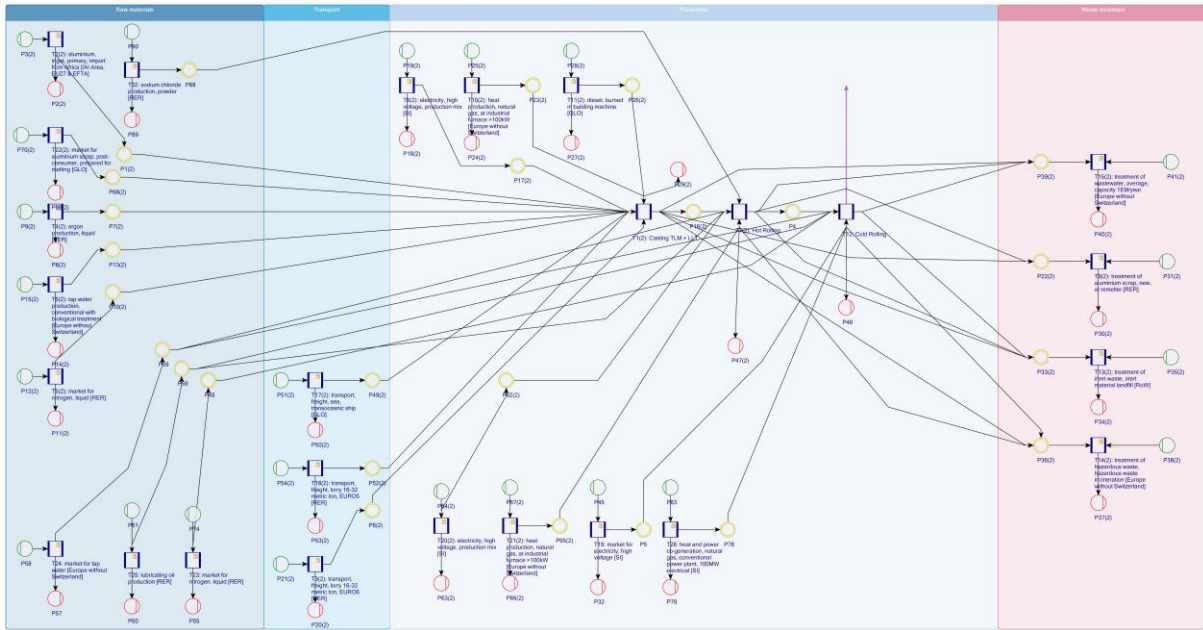 Raw materials
Transport
Production
Waste treatment
P3(2)
T2(2): aluminium,
ingot, primary, import
from Africa [IAI Area,
EU27 & EFTA]
P2(2)
P90
T32: sodium chloride
production, powder
[RER]
P88
P89
P70(2)
T22(2): market for
aluminium scrap, post-
consumer, prepared for
melting [GLO]
P1(2)
P68(2)
P9(2)
T4(2): argon
production, liquid
[RER]
P7(2)
P8(2)
P13(2)
P15(2)
T6(2): tap water
production,
conventional with
biological treatment
[Europe without
Switzerland]
P14(2)
P10(2)
P12(2)
T5(2): market for
nitrogen, liquid [RER]
P11(2)
P56
P59
P58
T24: market for tap
water [Europe without
Switzerland]
P57
P61
T25: lubricating oil
production [RER]
P60
P74
T23: market for
nitrogen, liquid [RER]
P55
P51(2)
T17(2): transport,
freight, sea,
transoceanic ship
[GLO]
P49(2)
P50(2)
P54(2)
T18(2): transport,
freight, lorry 16-32
metric ton, EURO5
[RER]
P52(2)
P53(2)
P6(2)
P21(2)
T3(2): transport,
freight, lorry 16-32
metric ton, EURO5
[RER]
P20(2)
P19(2)
T8(2): electricity, high
voltage, production mix
[SI]
P18(2)
P17(2)
P25(2)
T10(2): heat
production, natural
gas, at industrial
furnace >100kW
[Europe without
Switzerland]
P23(2)
P24(2)
P28(2)
T11(2): diesel, burned
in building machine
[GLO]
P26(2)
P27(2)
P29(2)
T1(2): Casting TLM + LLT
P16(2)
Hot Rolling
P4
T12: Cold Rolling
P46
P47(2)
P62(2)
P64(2)
T20(2): electricity, high
voltage, production mix
[SI]
P63(2)
P67(2)
T21(2): heat
production, natural
gas, at industrial
furnace >100kW
[Europe without
Switzerland]
P65(2)
P66(2)
P45
T19: market for
electricity, high
voltage [SI]
P5
P32
P83
T28: heat and power
co-generation, natural
gas, conventional
power plant, 100MW
electrical [SI]
P78
P79
P39(2)
T15(2): treatment of
wastewater, average,
capacity 1E9l/year
[Europe without
Switzerland]
P41(2)
P40(2)
P22(2)
T9(2): treatment of
aluminium scrap, new,
at remelter [RER]
P31(2)
P30(2)
P33(2)
T13(2): treatment of
inert waste, inert
material landfill [RoW]
P35(2)
P34(2)
P36(2)
T14(2): treatment of
hazardous waste,
hazardous waste
incineration [Europe
without Switzerland]
P38(2)
P37(2)